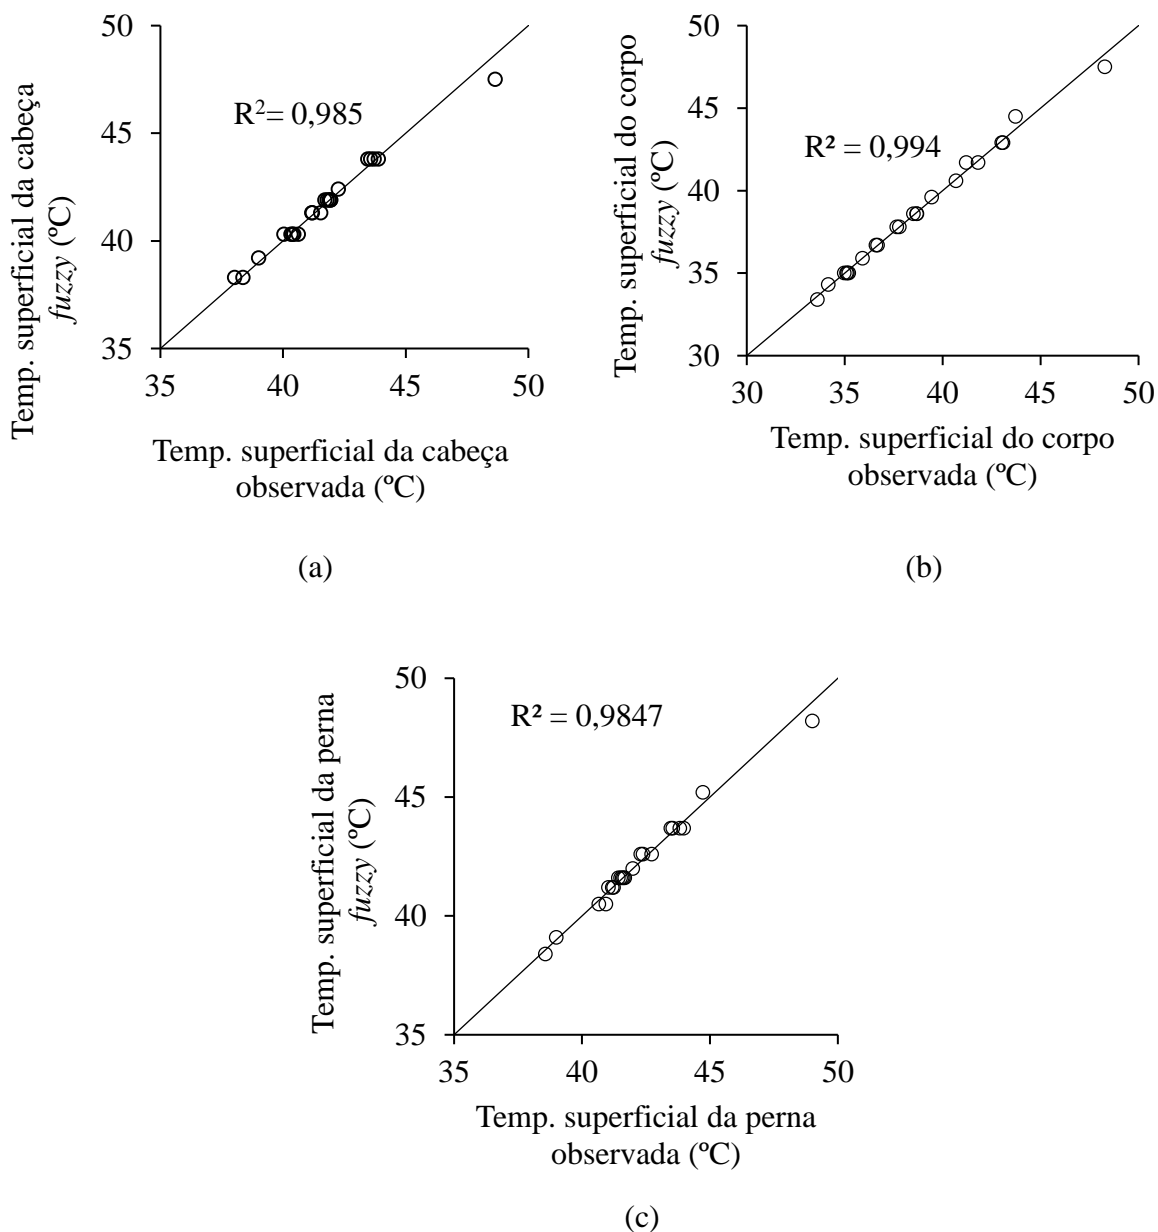 50
45
40
35
35
40
45
50
R²= 0,985
Temp. superficial da cabeça
fuzzy (ºC)
Temp. superficial da cabeça
observada (ºC)
(a)
50
45
40
35
30
30
35
40
45
50
R² = 0,994
Temp. superficial do corpo
fuzzy (ºC)
Temp. superficial do corpo
observada (ºC)
(b)
50
45
40
35
35
40
45
50
R² = 0,9847
Temp. superficial da perna
fuzzy (ºC)
Temp. superficial da perna
observada (ºC)
(c)